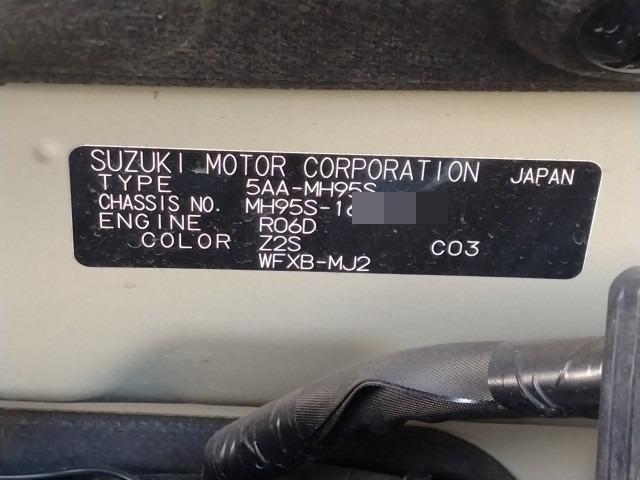 SUZUKI MOTOR CORPORATION JAPAN
TYPE 5AA-MH95S
CHASSIS NO. MH95S-1
ENGINE R06D
COLOR Z2S C03
WFXB-MJ2